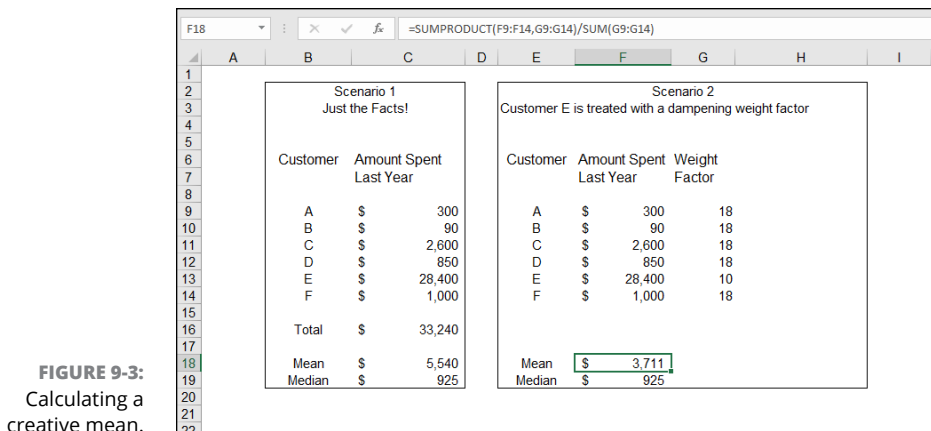 F18 fx =SUMPRODUCT(F9:F14,G9:G14)/SUM(G9:G14)
A B C D E F G H I
1
2 Scenario 1 Scenario 2
3 Just the Facts! Customer E is treated with a dampening weight factor
4
5
6 Customer Amount Spent Customer Amount Spent Weight
7 Last Year Last Year Factor
8
9 A $ 300 A $ 300 18
10 B $ 90 B $ 90 18
11 C $ 2,600 C $ 2,600 18
12 D $ 850 D $ 850 18
13 E $ 28,400 E $ 28,400 10
14 F $ 1,000 F $ 1,000 18
15
16 Total $ 33,240
17
18 Mean $ 5,540 Mean $ 3,711
19 Median $ 925 Median $ 925
20
21
22
FIGURE 9-3:
Calculating a
creative mean.